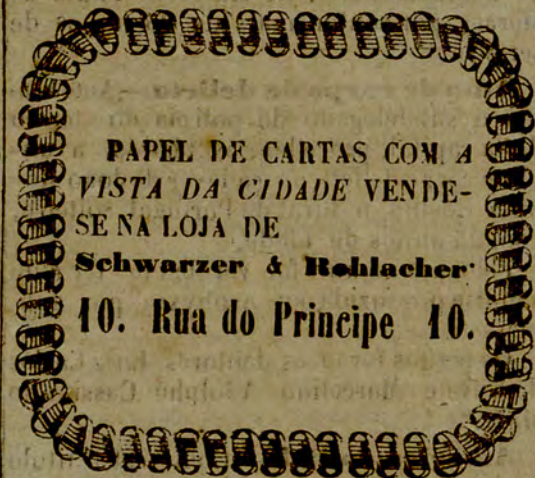 PAPEL DE CARTAS COM A
VISTA DA CIDADE VENDE-
SE NA LOJA DE
Schwarzer & Rohlacher
10. Rua do Principe 10.